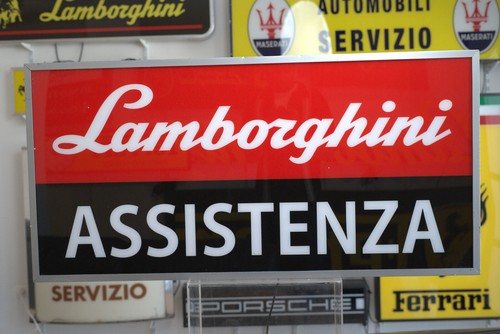 Lamborghini
AUTOMOBILI
SERVIZIO
MASERATI
MASERATI
Lamborghini
ASSISTENZA
SERVIZIO
PORSCHE
Ferrari